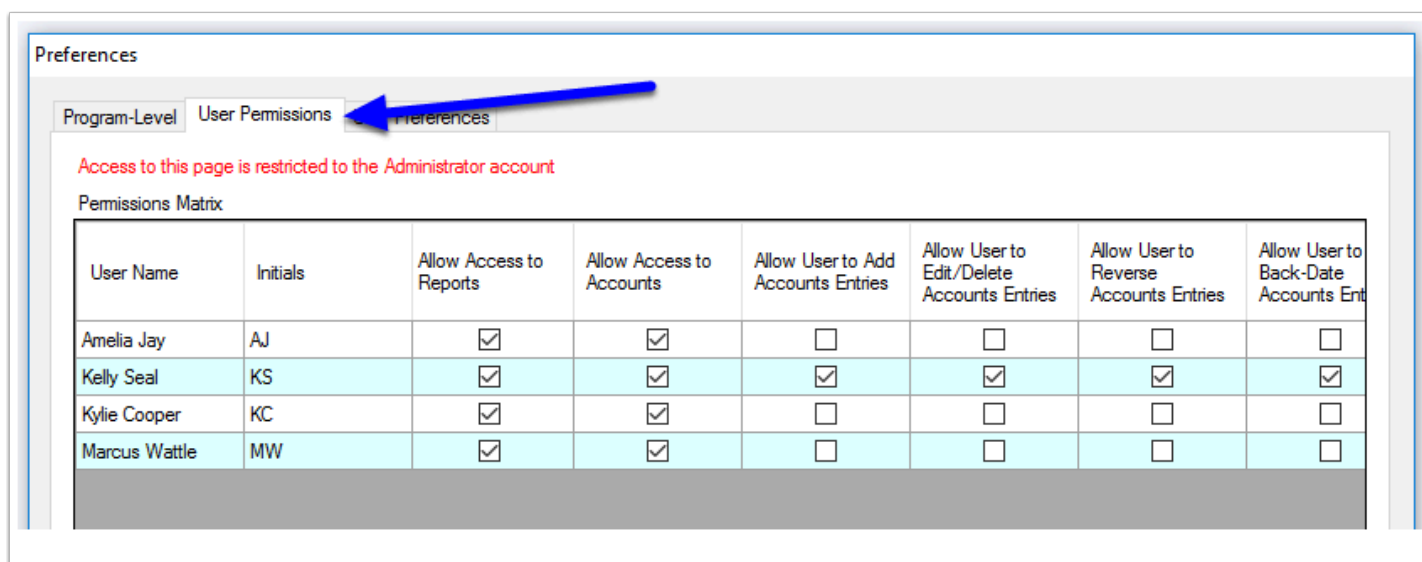 Preferences
Program-Level User Permissions Preferences
Access to this page is restricted to the Administrator account
Permissions Matrix
User Name
Initials
Allow Access to
Reports
Allow Access to
Accounts
Allow User to Add
Accounts Entries
Allow User to
Edit/Delete
Accounts Entries
Allow User to
Reverse
Accounts Entries
Allow User to
Back-Date
Accounts Ent
Amelia Jay AJ
Kelly Seal KS
Kylie Cooper KC
Marcus Wattle MW